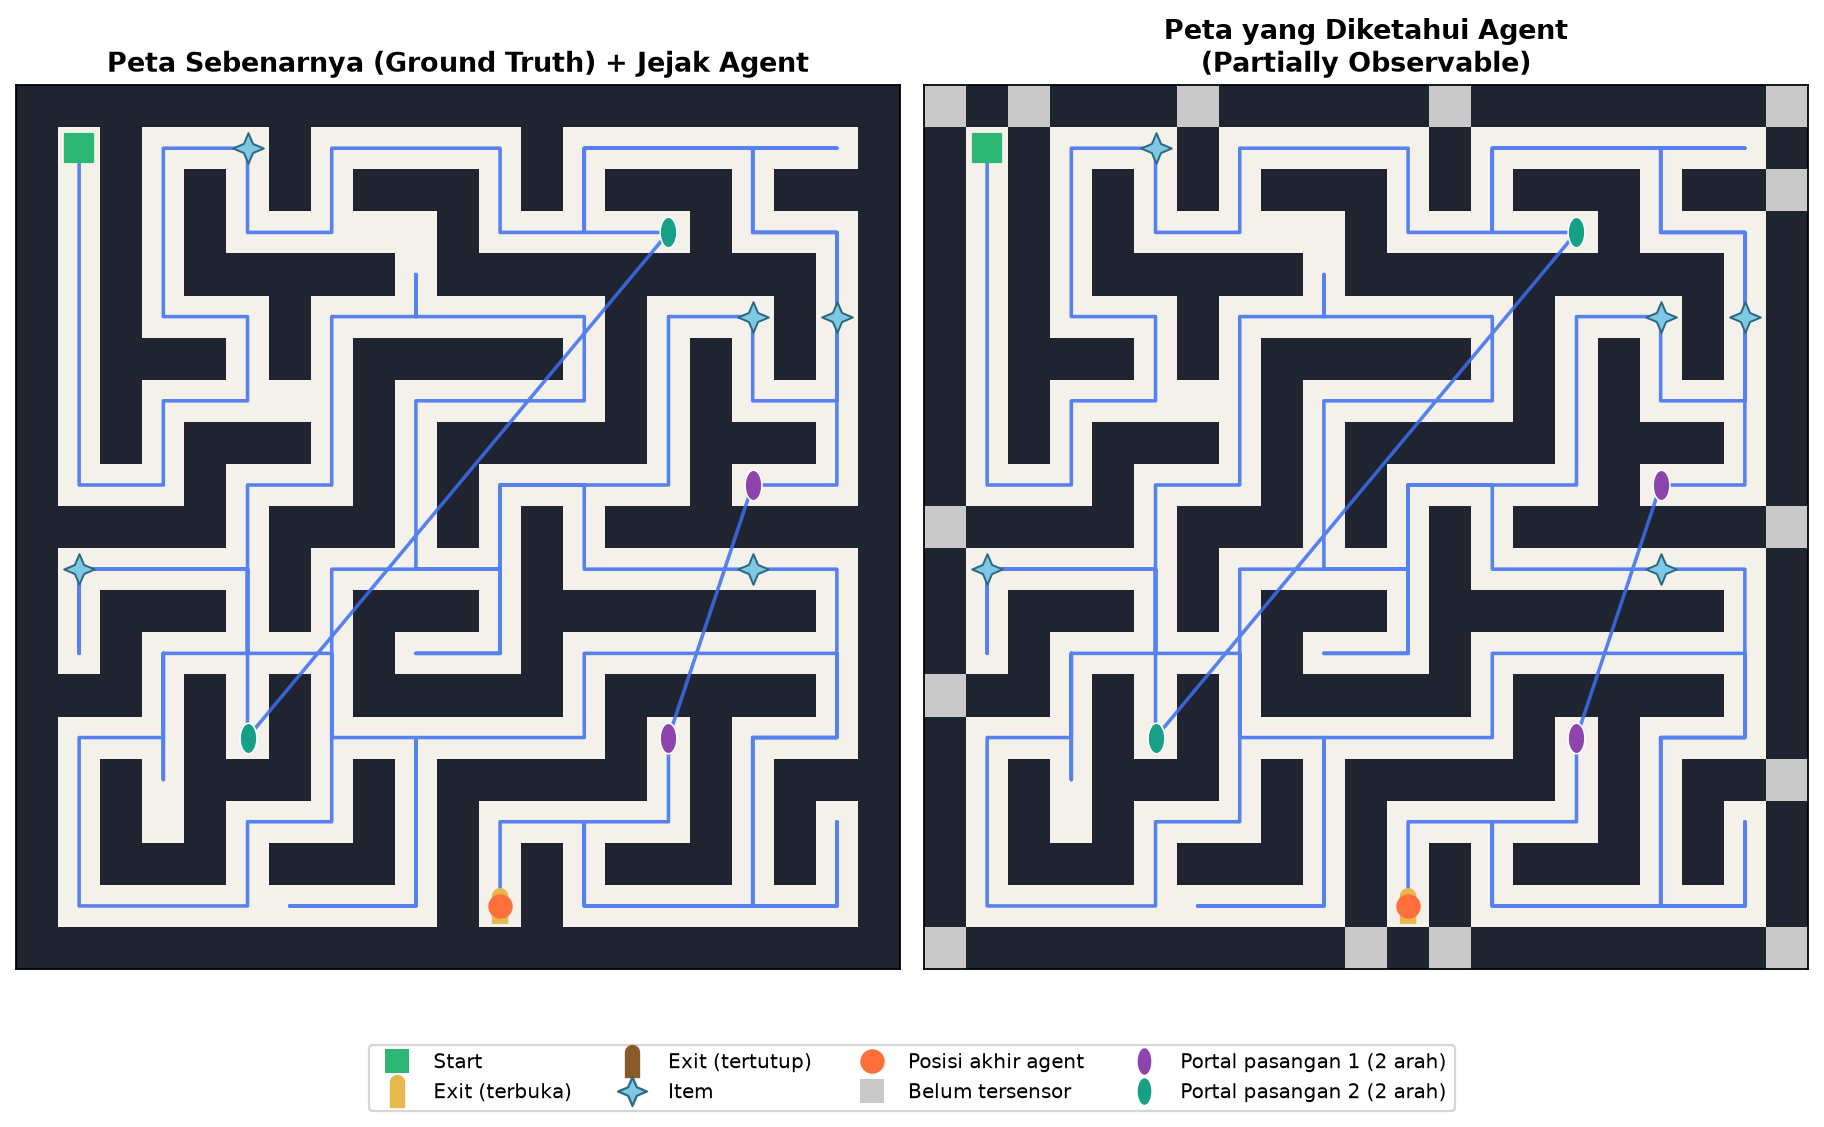 Peta Sebenarnya (Ground Truth) + Jejak Agent
Peta yang Diketahui Agent
(Partially Observable)
Start
Exit (terbuka)
Exit (tertutup)
Item
Posisi akhir agent
Belum tersensor
Portal pasangan 1 (2 arah)
Portal pasangan 2 (2 arah)